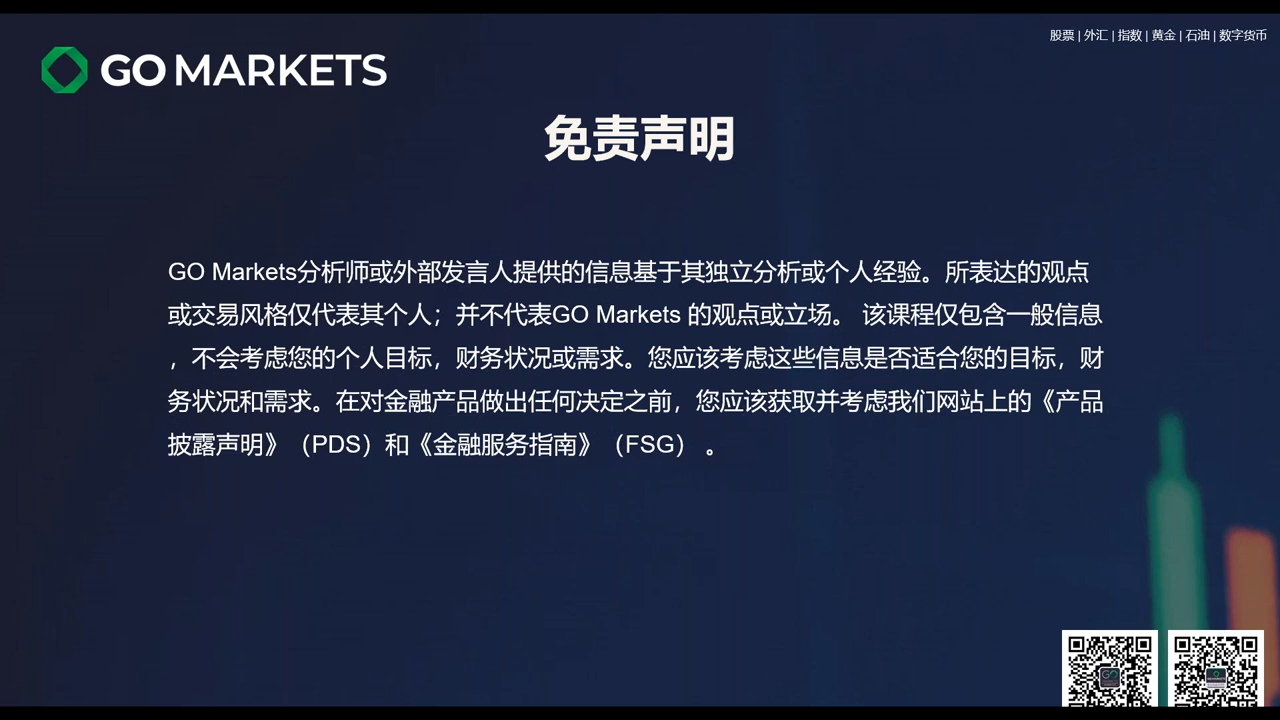 股票 | 外汇 | 指数 | 黄金 | 石油 | 数字货币
GO MARKETS
免责声明
GO Markets分析师或外部发言人提供的信息基于其独立分析或个人经验。所表达的观点
或交易风格仅代表其个人；并不代表GO Markets 的观点或立场。 该课程仅包含一般信息
，不会考虑您的个人目标，财务状况或需求。您应该考虑这些信息是否适合您的目标，财
务状况和需求。在对金融产品做出任何决定之前，您应该获取并考虑我们网站上的《产品
披露声明》（PDS）和《金融服务指南》（FSG） 。